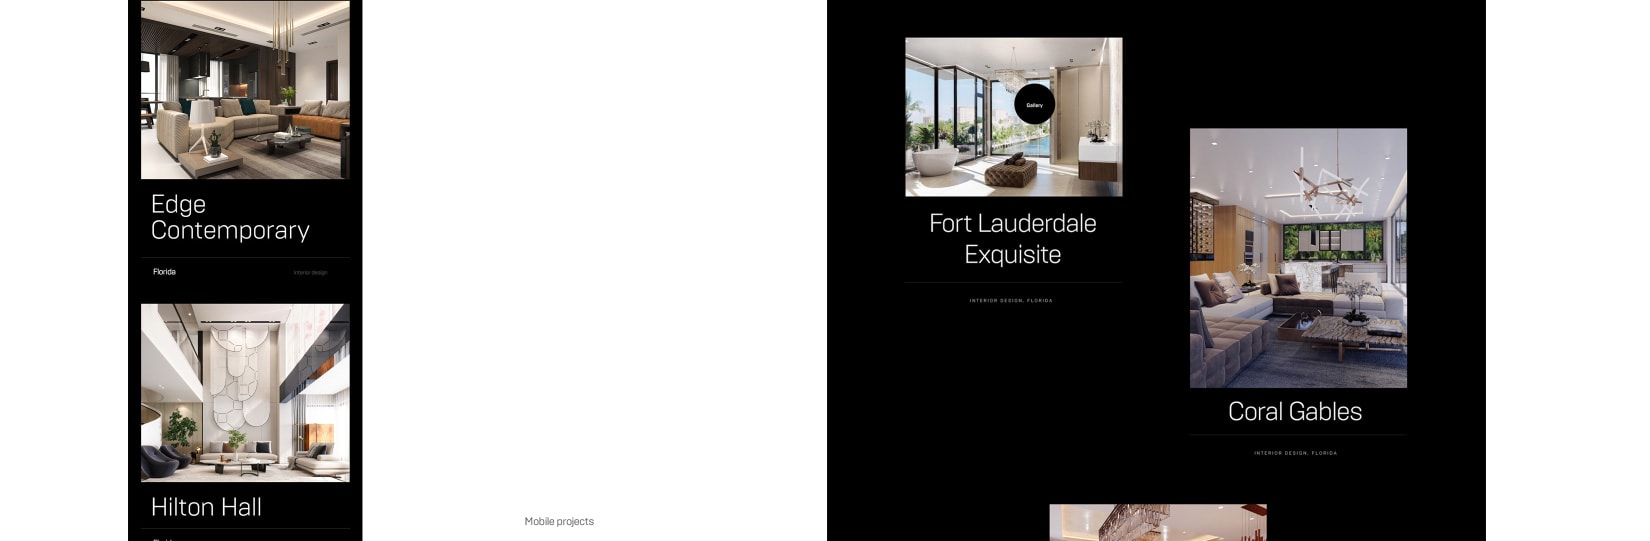 Edge
Contemporary
Florida
Interior design
Hilton Hall
Mobile projects
Gallery
Fort Lauderdale
Exquisite
INTERIOR DESIGN, FLORIDA
Coral Gables
INTERIOR DESIGN, FLORIDA